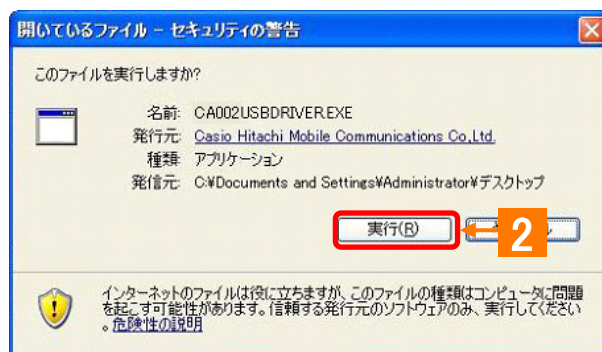 開いているファイル - セキュリティの警告
このファイルを実行しますか?
名前: CA002USBDRIVER.EXE
発行元: Casio Hitachi Mobile Communications Co,Ltd.
種類: アプリケーション
発信元: C:¥Documents and Settings¥Administrator¥デスクトップ
実行(R)
2
インターネットのファイルは役に立ちますが、このファイルの種類はコンピュータに問題
を起こす可能性があります。信頼する発行元のソフトウェアのみ、実行してください
。危険性の説明